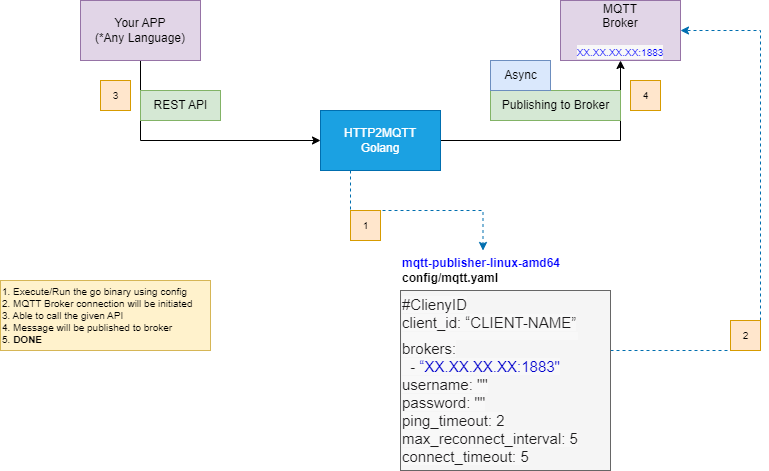 Your APP
(*Any Language)
MQTT
Broker
XX.XX.XX.XX:1883
Async
3
REST API
Publishing to Broker
4
HTTP2MQTT
Golang
1
mqtt-publisher-linux-amd64
config/mqtt.yaml
1. Execute/Run the go binary using config
2. MQTT Broker connection will be initiated
3. Able to call the given API
4. Message will be published to broker
5. DONE
#ClienyID
client_id: “CLIENT-NAME”
brokers:
- “XX.XX.XX.XX:1883"
username: ""
password: ""
ping_timeout: 2
max_reconnect_interval: 5
connect_timeout: 5
2